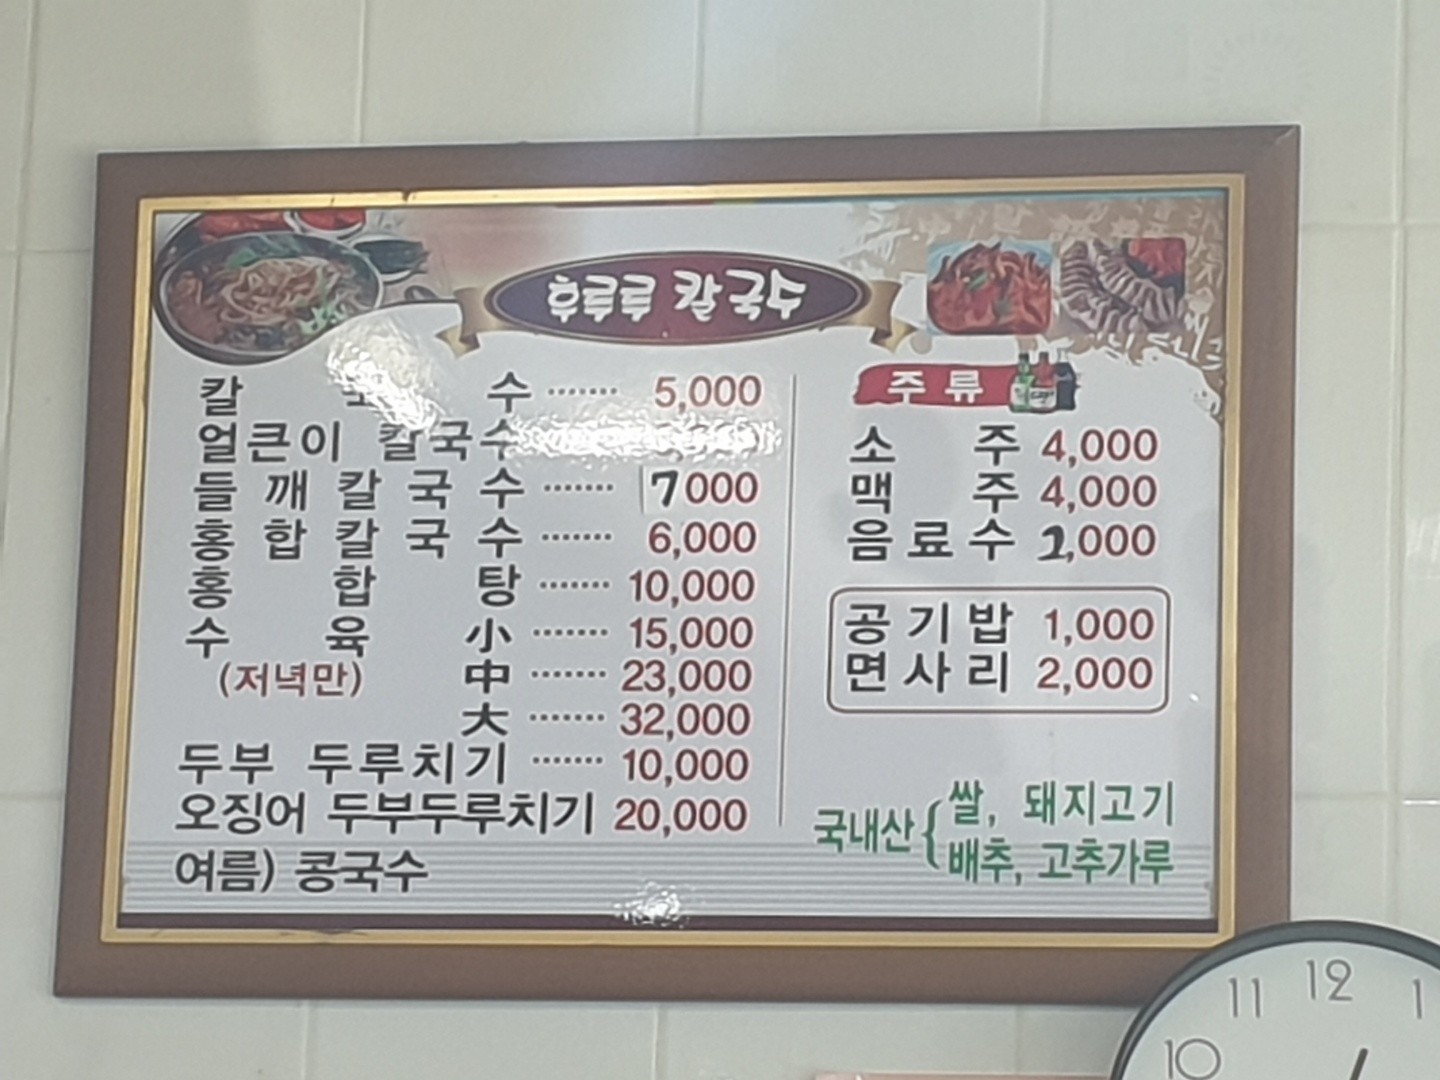 후루루 칼국수
칼 수 ······· 5,000
얼큰이 칼국수
들깨칼국수 ······· 7000
홍합칼국수 ······· 6,000
홍합탕 ······· 10,000
수육 小 ······· 15,000
(저녁만) 中 ······· 23,000
大 ······· 32,000
두부 두루치기 ······· 10,000
오징어 두부두루치기 20,000
여름) 콩국수
주류
소주 4,000
맥주 4,000
음료수 2,000
공기밥 1,000
면사리 2,000
국내산 { 쌀, 돼지고기
배추, 고추가루
10 11 12 1